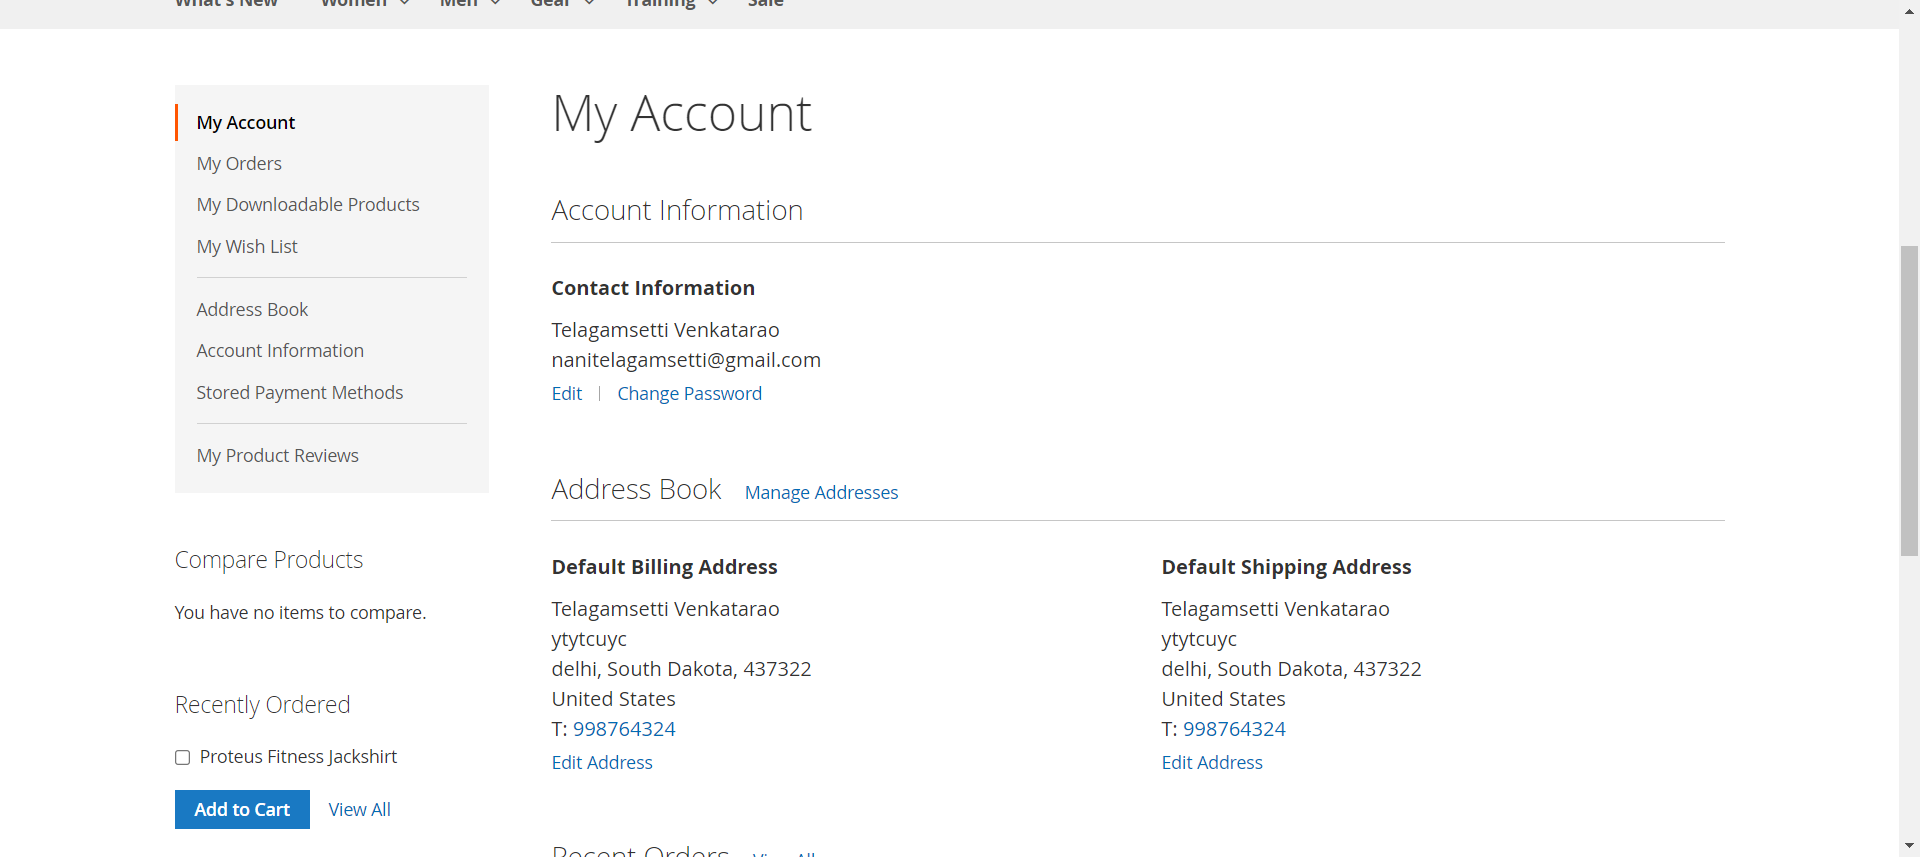 What's New Women Men Gear Training Sale
My Account
My Orders
My Downloadable Products
My Wish List
Address Book
Account Information
Stored Payment Methods
My Product Reviews
Compare Products
You have no items to compare.
Recently Ordered
Proteus Fitness Jackshirt
Add to Cart View All
My Account
Account Information
Contact Information
Telagamsetti Venkatarao
nanitelagamsetti@gmail.com
Edit | Change Password
Address Book Manage Addresses
Default Billing Address
Telagamsetti Venkatarao
ytytcuyc
delhi, South Dakota, 437322
United States
T: 998764324
Edit Address
Default Shipping Address
Telagamsetti Venkatarao
ytytcuyc
delhi, South Dakota, 437322
United States
T: 998764324
Edit Address
Recent Orders View All